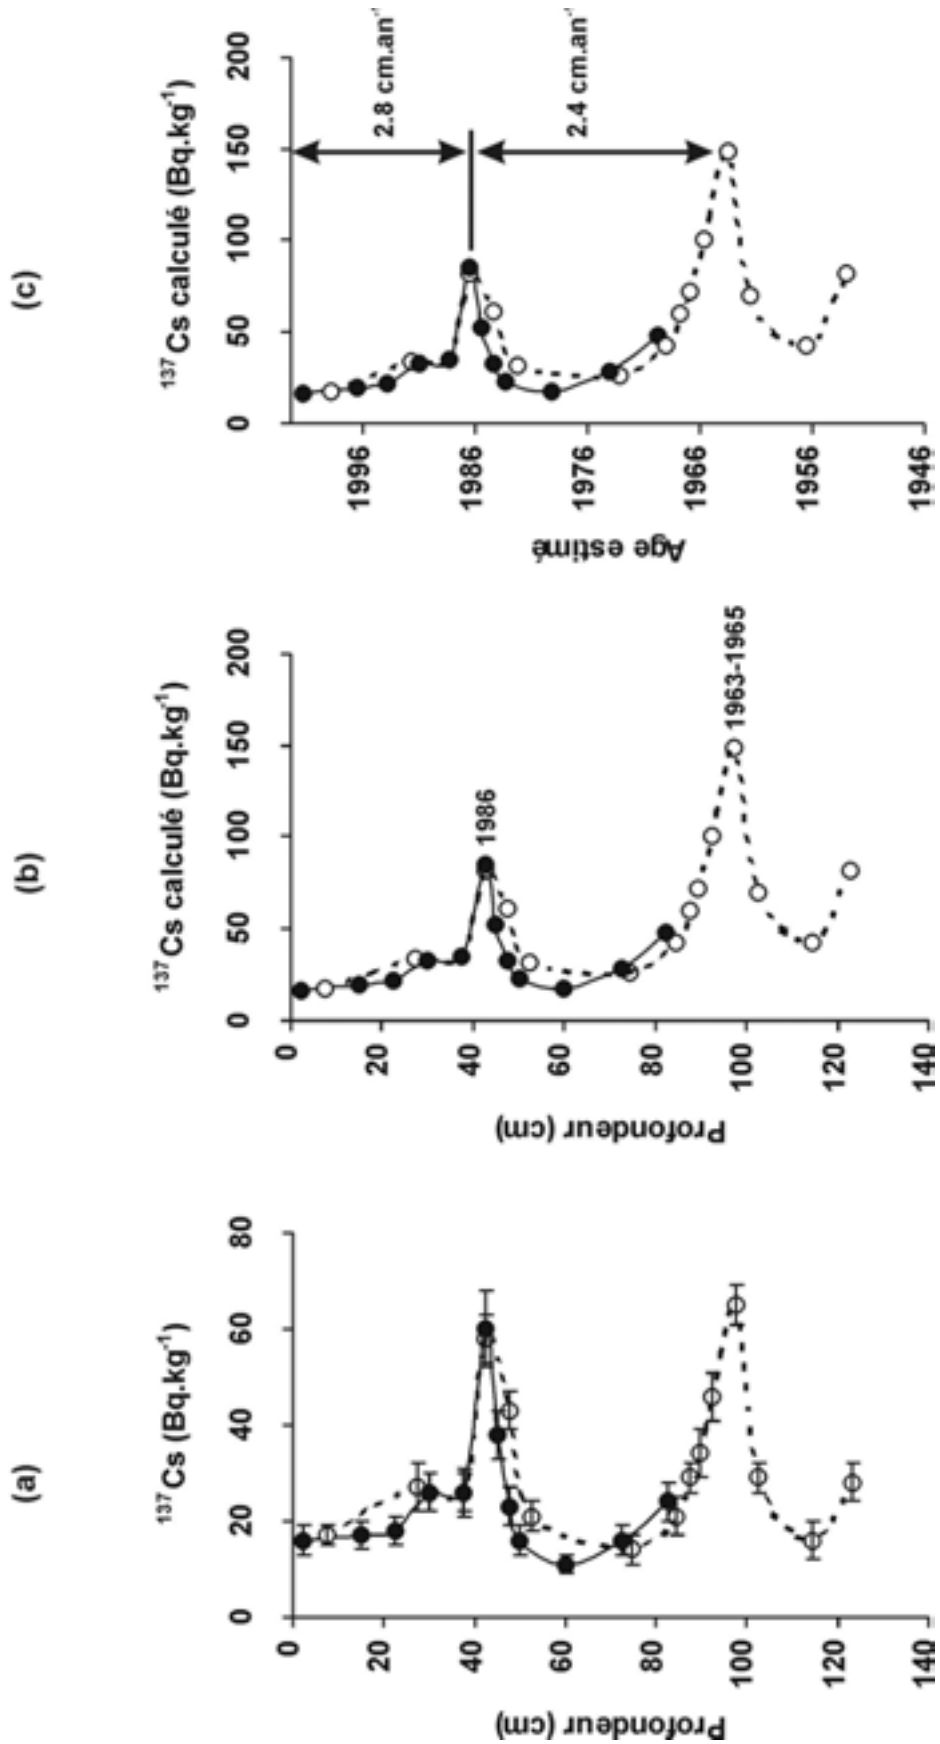 (c)
¹³⁷Cs calculé (Bq.kg⁻¹)
0 50 100 150 200
2.8 cm.an⁻
2.4 cm.an⁻
1996
1986
1976
1966
1956
1946
Age estimé
(b)
¹³⁷Cs calculé (Bq.kg⁻¹)
0 50 100 150 200
1986
1963-1965
0
20
40
60
80
100
120
140
Profondeur (cm)
(a)
¹³⁷Cs (Bq.kg⁻¹)
0 20 40 60 80
0
20
40
60
80
100
120
140
Profondeur (cm)